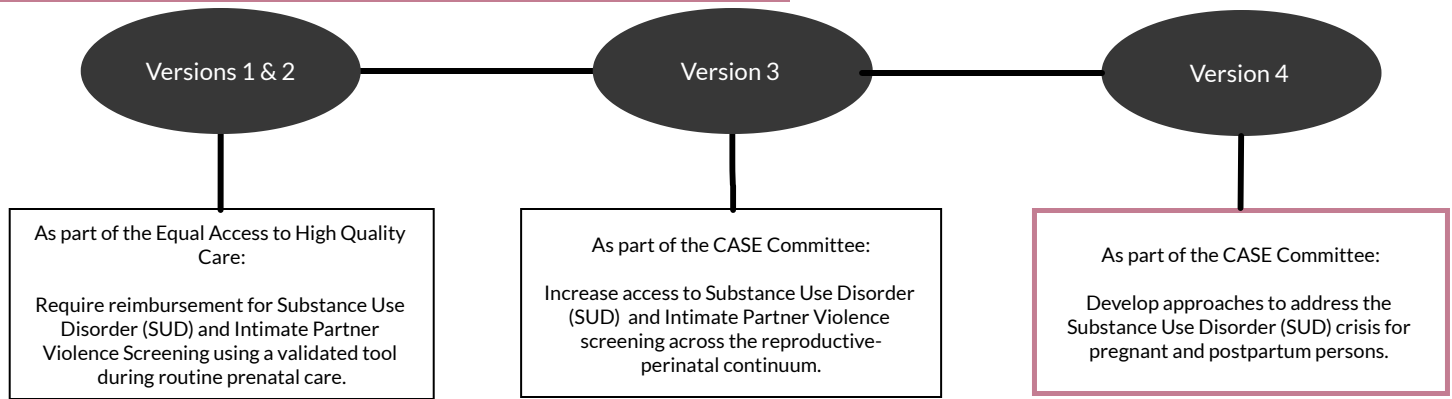 Versions 1 & 2
Version 3
Version 4
As part of the Equal Access to High Quality
Care:
Require reimbursement for Substance Use
Disorder (SUD) and Intimate Partner
Violence Screening using a validated tool
during routine prenatal care.
As part of the CASE Committee:
Increase access to Substance Use Disorder
(SUD) and Intimate Partner Violence
screening across the reproductive-
perinatal continuum.
As part of the CASE Committee:
Develop approaches to address the
Substance Use Disorder (SUD) crisis for
pregnant and postpartum persons.